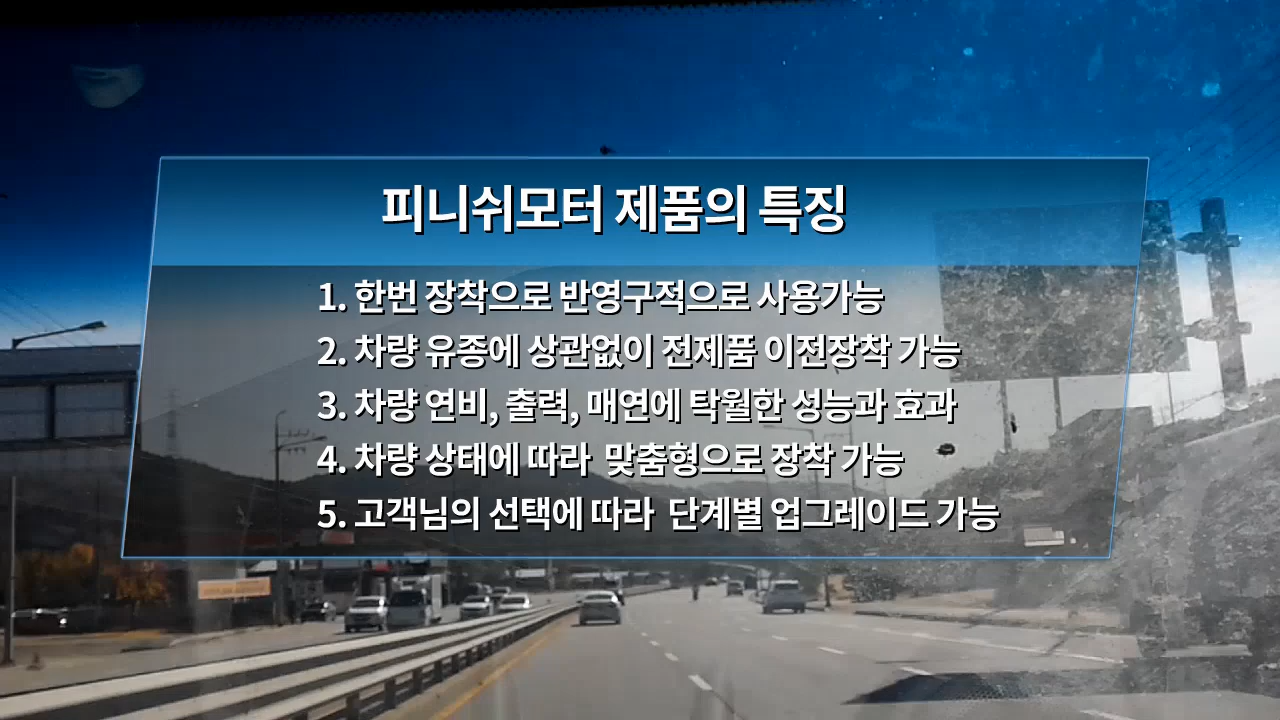 피니쉬모터 제품의 특징
1. 한번 장착으로 반영구적으로 사용가능
2. 차량 유종에 상관없이 전제품 이전장착 가능
3. 차량 연비, 출력, 매연에 탁월한 성능과 효과
4. 차량 상태에 따라 맞춤형으로 장착 가능
5. 고객님의 선택에 따라 단계별 업그레이드 가능